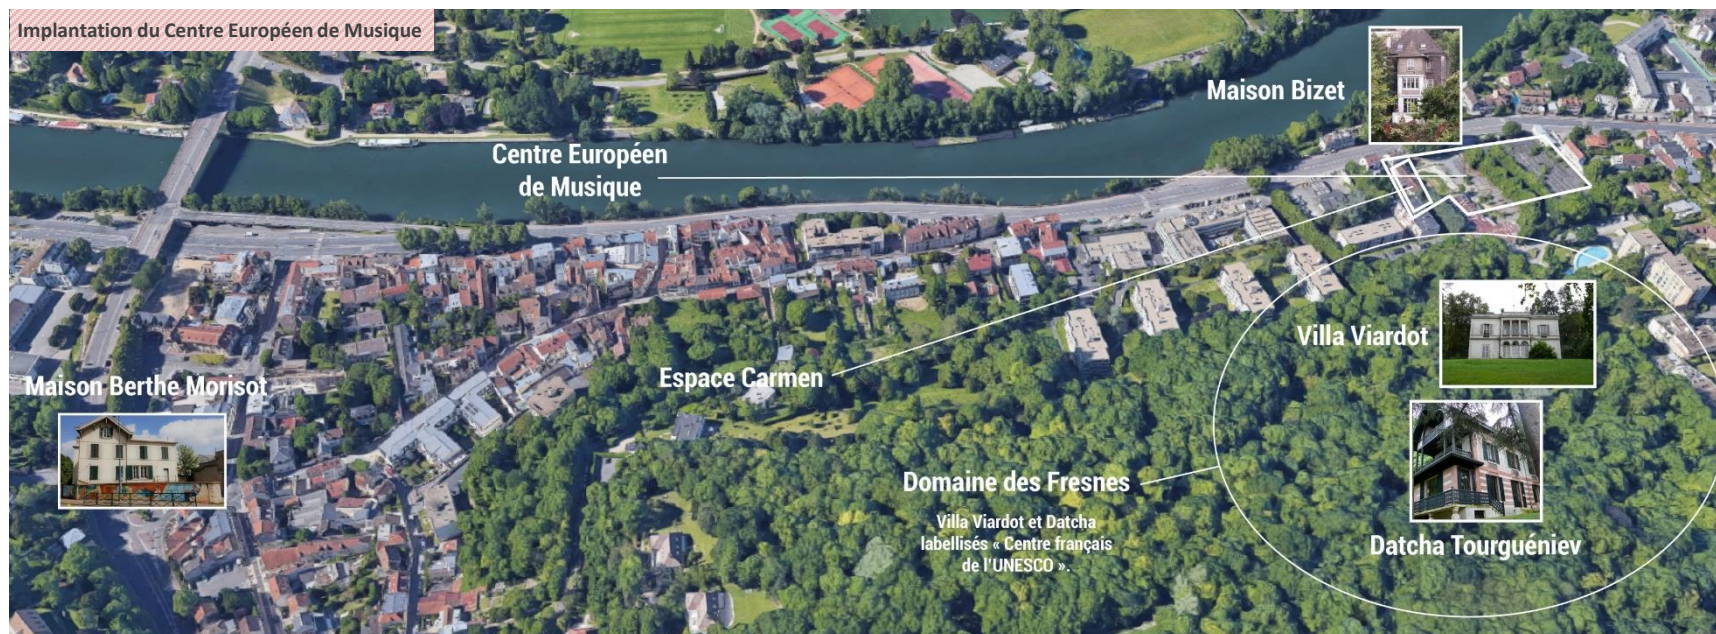 Implantation du Centre Européen de Musique
Maison Bizet
Centre Européen
de Musique
Villa Viardot
Espace Carmen
Maison Berthe Morisot
Domaine des Fresnes
Villa Viardot et Datcha
labellisés « Centre français
de l'UNESCO ».
Datcha Tourguéniev